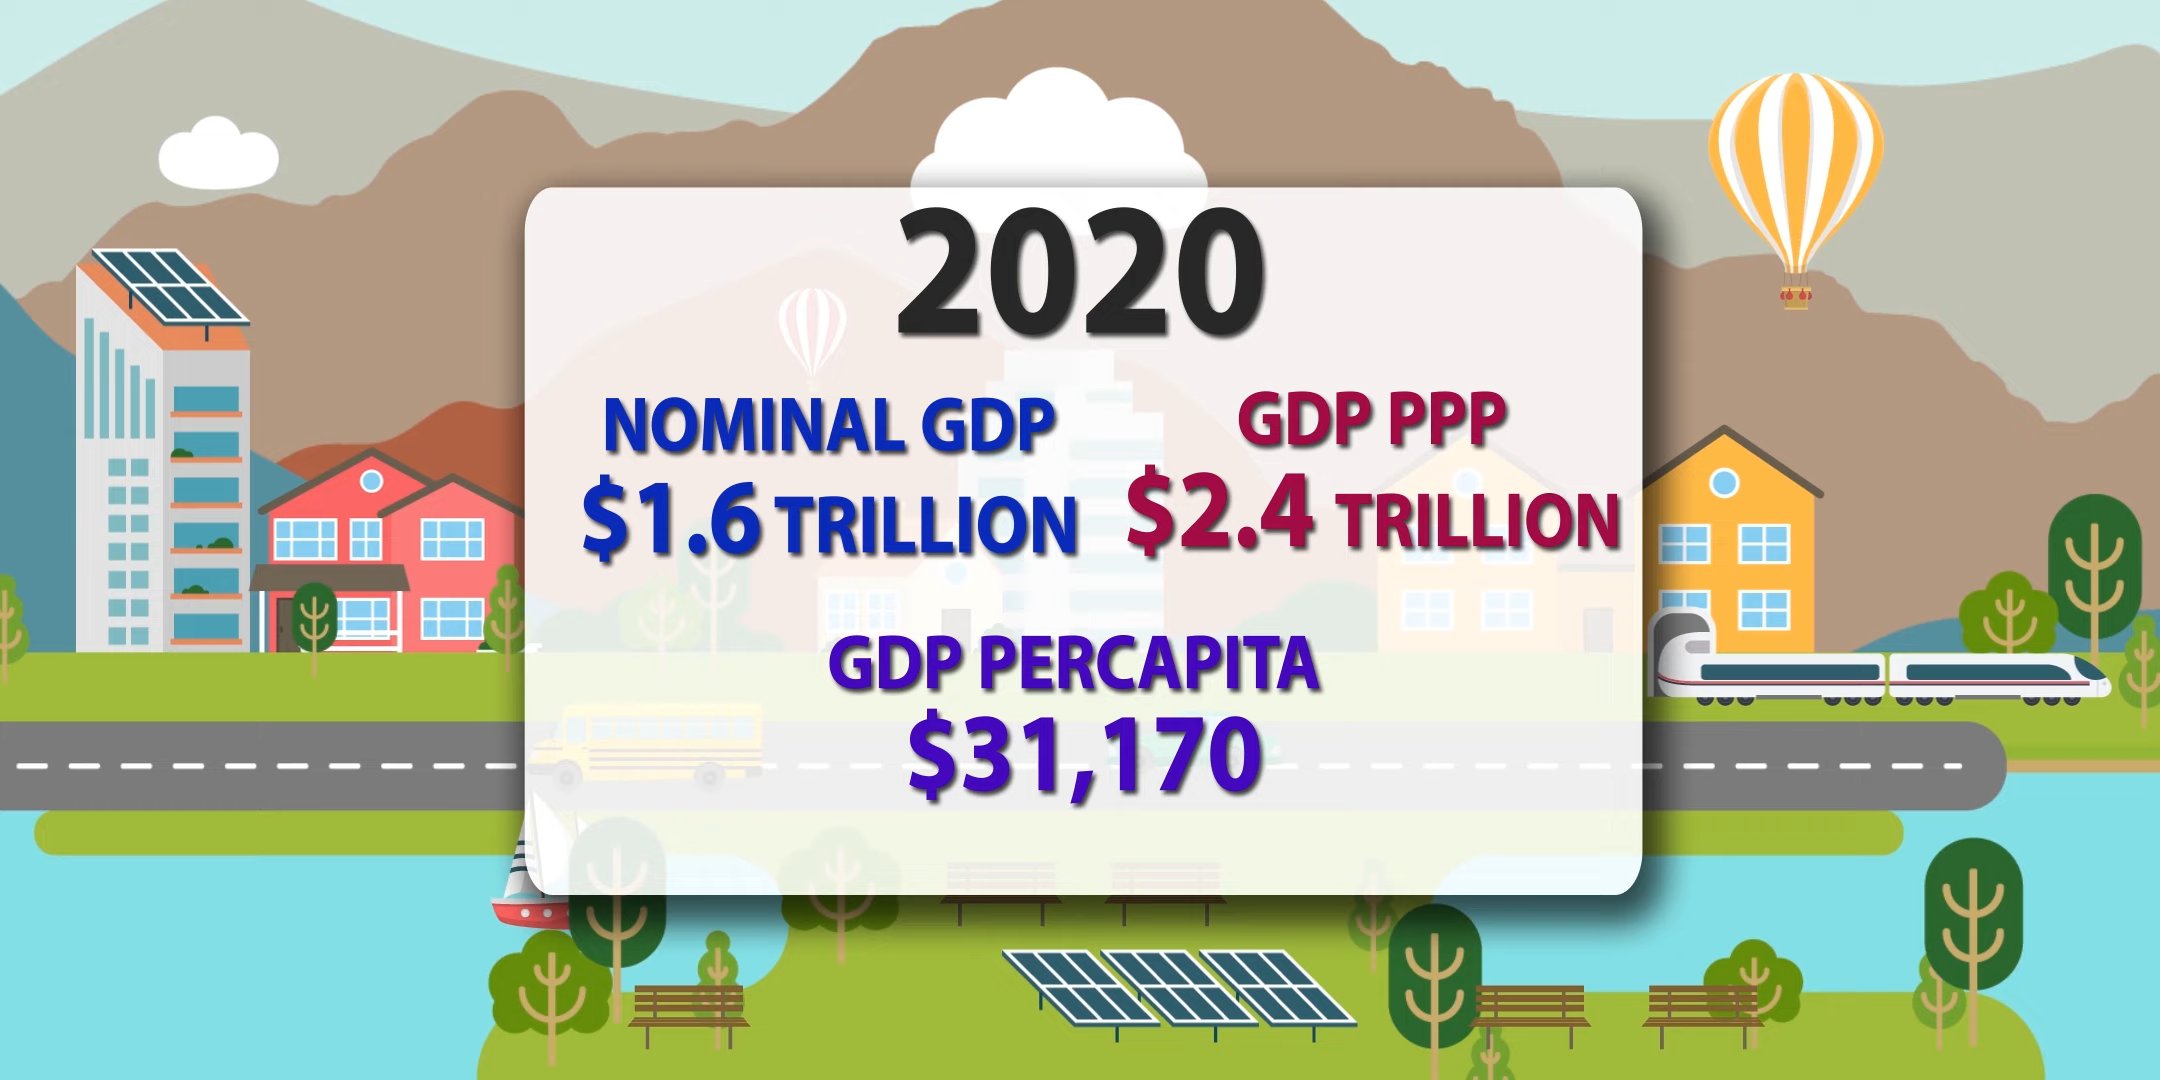 2020
NOMINAL GDP
$1.6 TRILLION
GDP PPP
$2.4 TRILLION
GDP PERCAPITA
$31,170